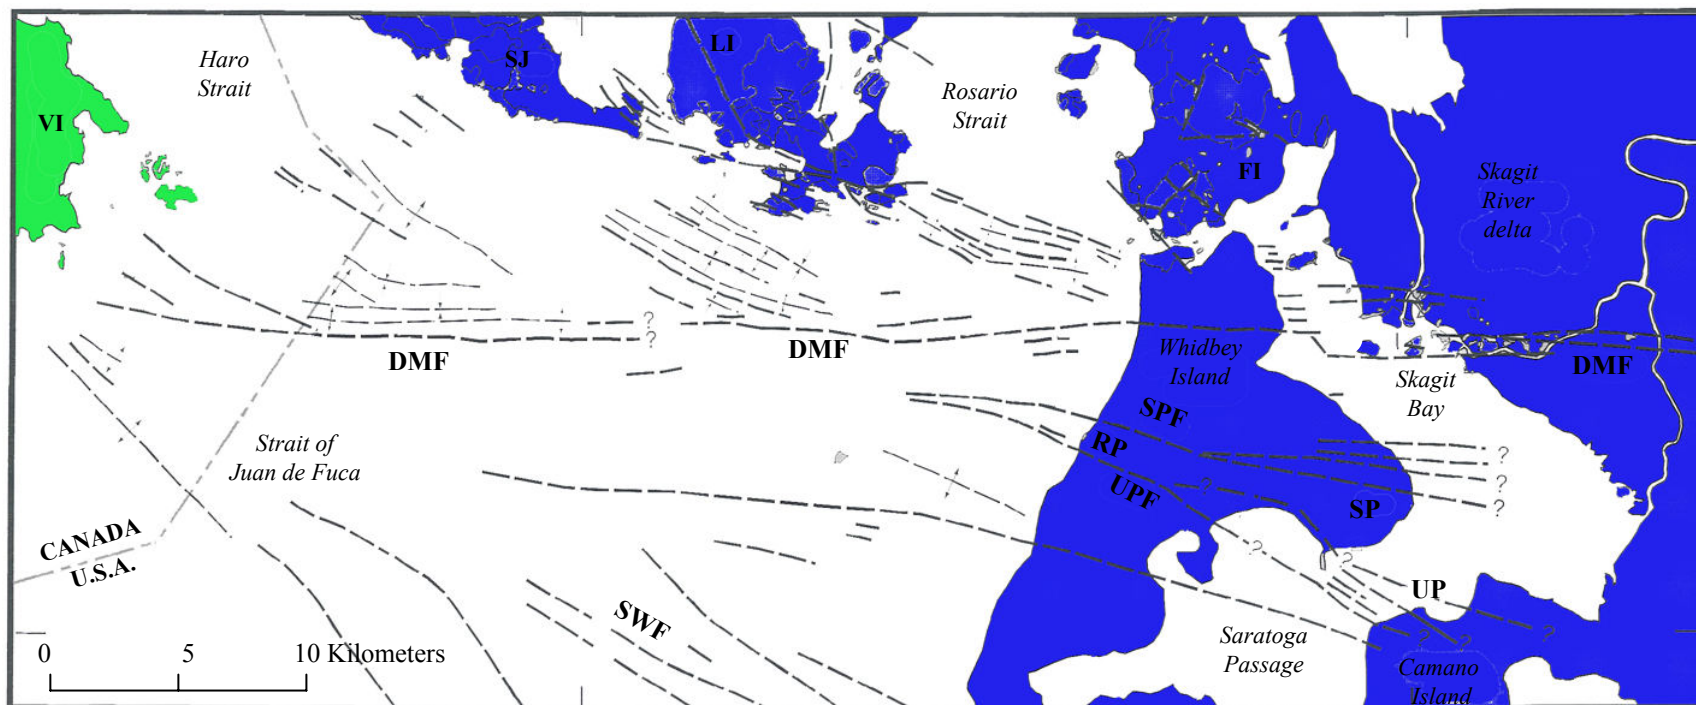 Haro
Strait
SJ
LI
Rosario
Strait
VI
FI
Skagit
River
delta
?
?
DMF
DMF
Whidbey
Island
DMF
Skagit
Bay
SPF
RP
Strait of
Juan de Fuca
UPF
?
?
?
?
SP
CANADA
U.S.A.
?
?
UP
SWF
?
?
?
Saratoga
Passage
Camano
Island
0 5 10 Kilometers